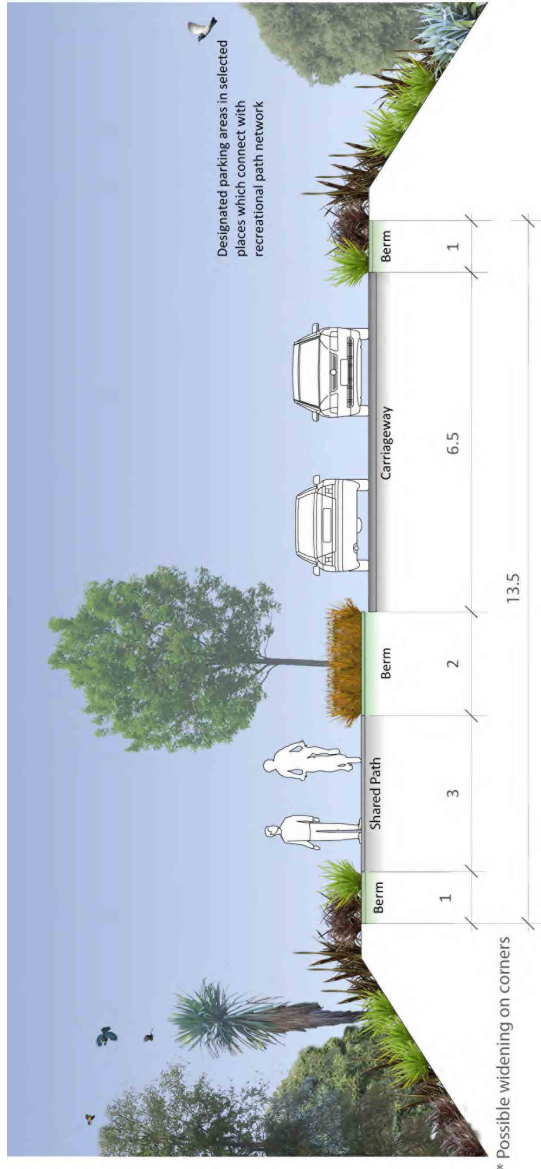 Designated parking areas in selected
places which connect with
recreational path network
Berm
Shared Path
Berm
Carriageway
Berm
1
3
2
6.5
1
13.5
* Possible widening on corners